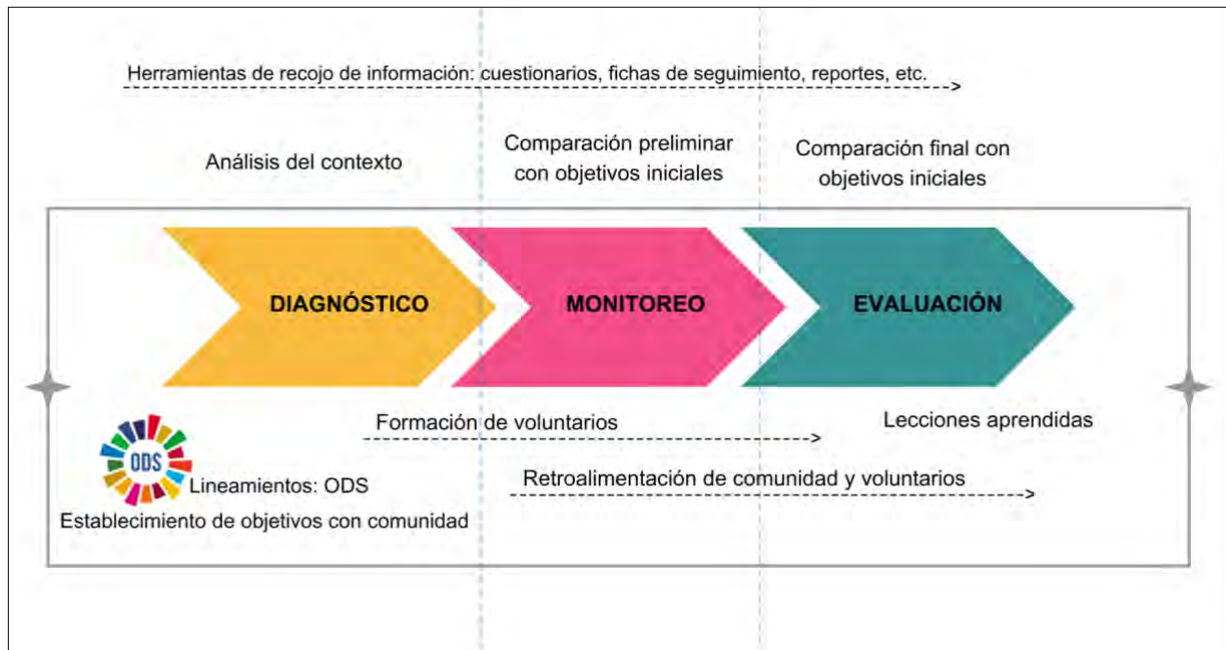 Herramientas de recojo de información: cuestionarios, fichas de seguimiento, reportes, etc.
Análisis del contexto
Comparación preliminar
con objetivos iniciales
Comparación final con
objetivos iniciales
DIAGNÓSTICO
MONITOREO
EVALUACIÓN
Formación de voluntarios
Lecciones aprendidas
ODS
Lineamientos: ODS
Retroalimentación de comunidad y voluntarios
Establecimiento de objetivos con comunidad